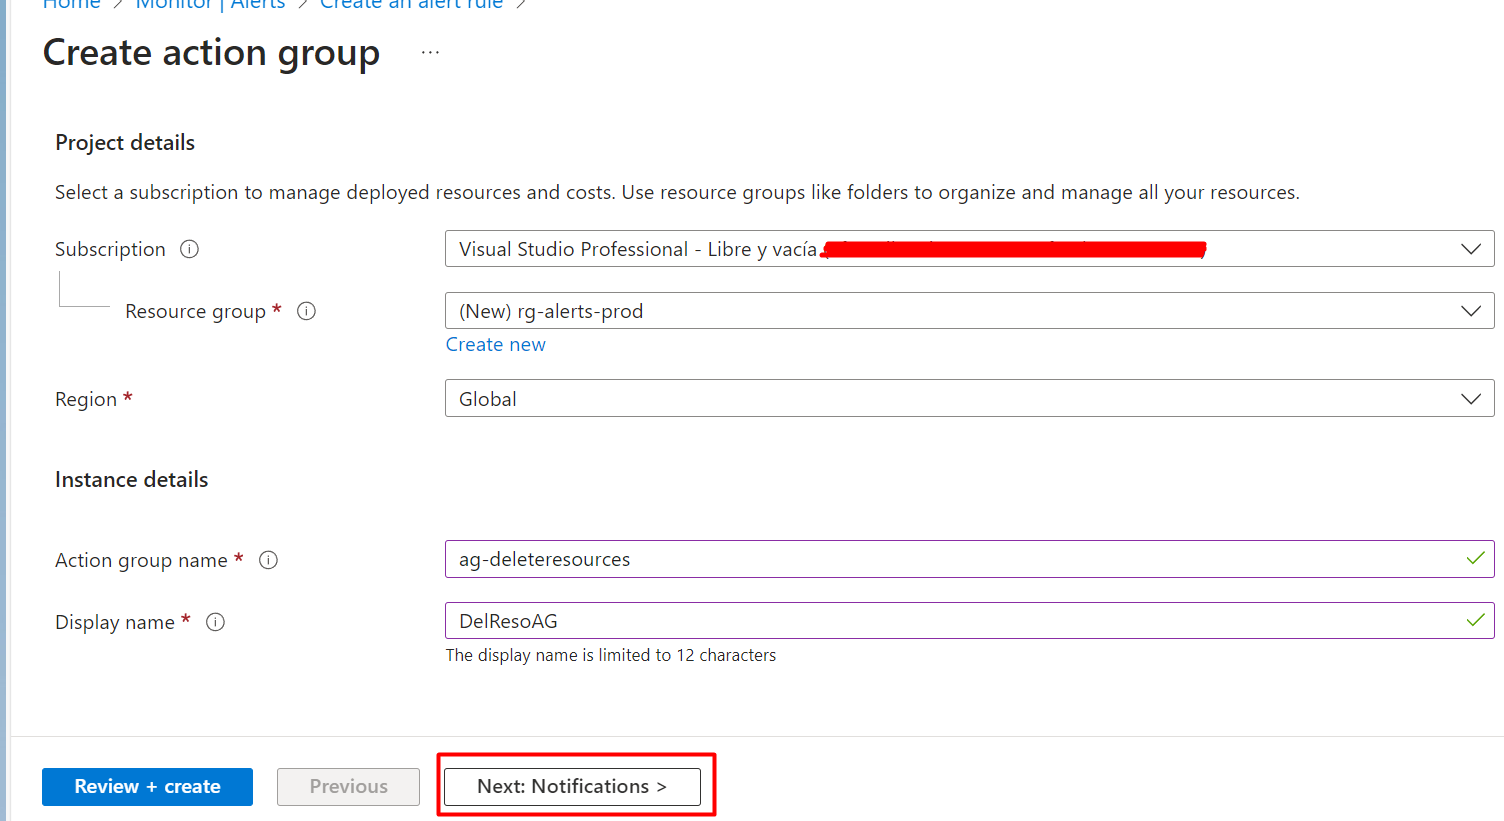 Home > Monitor | Alerts > Create an alert rule >
Create action group ...
Project details
Select a subscription to manage deployed resources and costs. Use resource groups like folders to organize and manage all your resources.
Subscription
Visual Studio Professional - Libre y vacía
Resource group *
(New) rg-alerts-prod
Create new
Region *
Global
Instance details
Action group name *
ag-deleteresources
Display name *
DelResoAG
The display name is limited to 12 characters
Review + create
Previous
Next: Notifications >